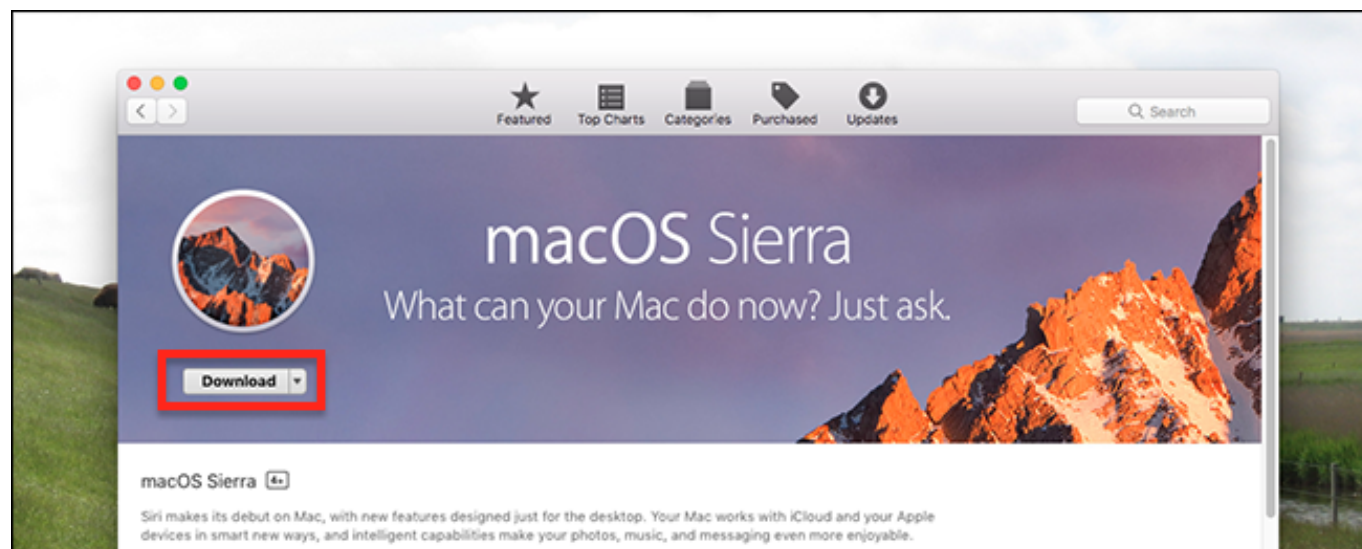 Featured Top Charts Categories Purchased Updates
Search
macOS Sierra
What can your Mac do now? Just ask.
Download
macOS Sierra 4+
Siri makes its debut on Mac, with new features designed just for the desktop. Your Mac works with iCloud and your Apple
devices in smart new ways, and intelligent capabilities make your photos, music, and messaging even more enjoyable.